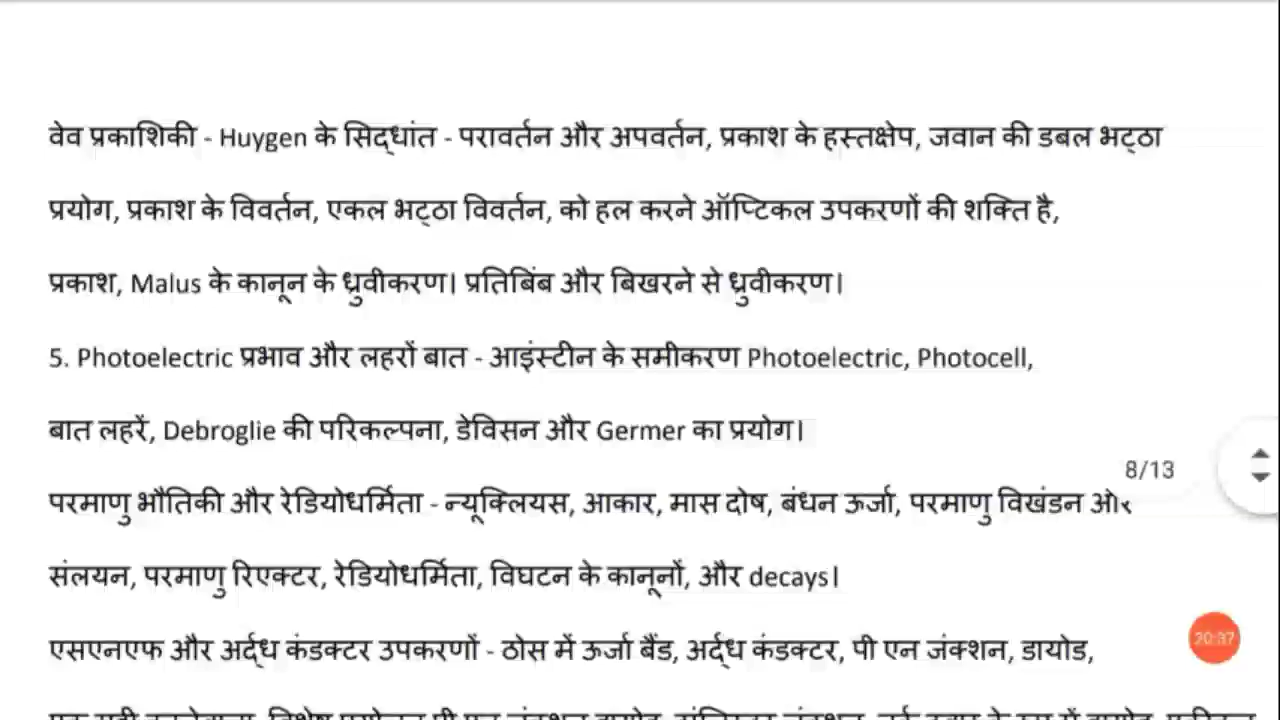 वेव प्रकाशिकी - Huygen के सिद्धांत - परावर्तन और अपवर्तन, प्रकाश के हस्तक्षेप, जवान की डबल भट्ठा
प्रयोग, प्रकाश के विवर्तन, एकल भट्ठा विवर्तन, को हल करने ऑप्टिकल उपकरणों की शक्ति है,
प्रकाश, Malus के कानून के ध्रुवीकरण। प्रतिबिंब और बिखरने से ध्रुवीकरण।
5. Photoelectric प्रभाव और लहरों बात - आइंस्टीन के समीकरण Photoelectric, Photocell,
बात लहरें, Debroglie की परिकल्पना, डेविसन और Germer का प्रयोग।
8/13
परमाणु भौतिकी और रेडियोधर्मिता - न्यूक्लियस, आकार, मास दोष, बंधन ऊर्जा, परमाणु विखंडन और
संलयन, परमाणु रिएक्टर, रेडियोधर्मिता, विघटन के कानूनों, और decays।
20:37
एसएनएफ और अर्द्ध कंडक्टर उपकरणों - ठोस में ऊर्जा बैंड, अर्द्ध कंडक्टर, पी एन जंक्शन, डायोड,